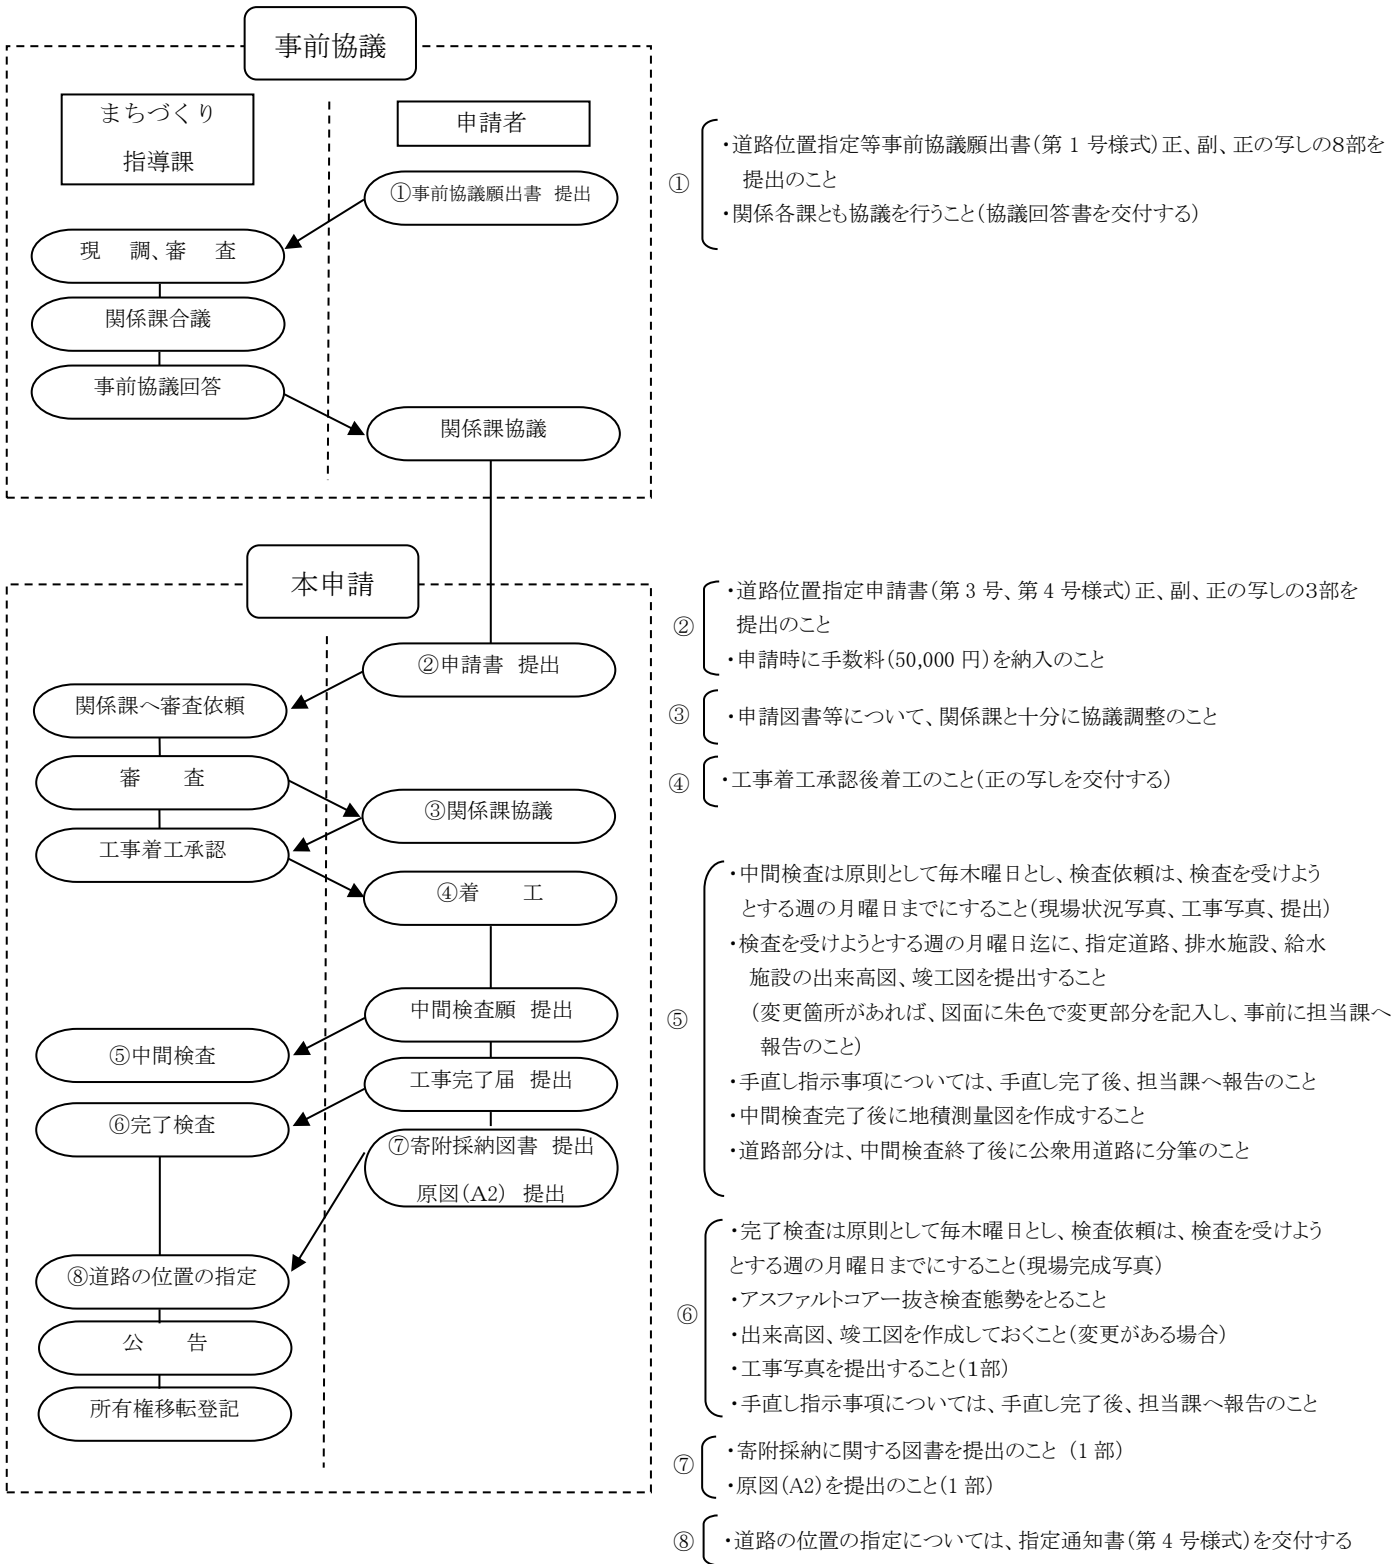 事前協議
まちづくり
指導課
申請者
①事前協議願出書 提出
現 調、審 査
関係課合議
事前協議回答
関係課協議
①
・道路位置指定等事前協議願出書(第 1 号様式)正、副、正の写しの8部を
提出のこと
・関係各課とも協議を行うこと(協議回答書を交付する)
本申請
②申請書 提出
関係課へ審査依頼
審 査
③関係課協議
工事着工承認
④着 工
中間検査願 提出
⑤中間検査
工事完了届 提出
⑥完了検査
⑦寄附採納図書 提出
原図(A2) 提出
⑧道路の位置の指定
公 告
所有権移転登記
②
・道路位置指定申請書(第 3 号、第 4 号様式)正、副、正の写しの3部を
提出のこと
・申請時に手数料(50,000 円)を納入のこと
③
・申請図書等について、関係課と十分に協議調整のこと
④
・工事着工承認後着工のこと(正の写しを交付する)
⑤
・中間検査は原則として毎木曜日とし、検査依頼は、検査を受けよう
とする週の月曜日までにすること(現場状況写真、工事写真、提出)
・検査を受けようとする週の月曜日迄に、指定道路、排水施設、給水
施設の出来高図、竣工図を提出すること
(変更箇所があれば、図面に朱色で変更部分を記入し、事前に担当課へ
報告のこと)
・手直し指示事項については、手直し完了後、担当課へ報告のこと
・中間検査完了後に地積測量図を作成すること
・道路部分は、中間検査終了後に公衆用道路に分筆のこと
⑥
・完了検査は原則として毎木曜日とし、検査依頼は、検査を受けよう
とする週の月曜日までにすること(現場完成写真)
・アスファルトコアー抜き検査態勢をとること
・出来高図、竣工図を作成しておくこと(変更がある場合)
・工事写真を提出すること(1部)
・手直し指示事項については、手直し完了後、担当課へ報告のこと
⑦
・寄附採納に関する図書を提出のこと (1 部)
・原図(A2)を提出のこと(1 部)
⑧
・道路の位置の指定については、指定通知書(第 4 号様式)を交付する